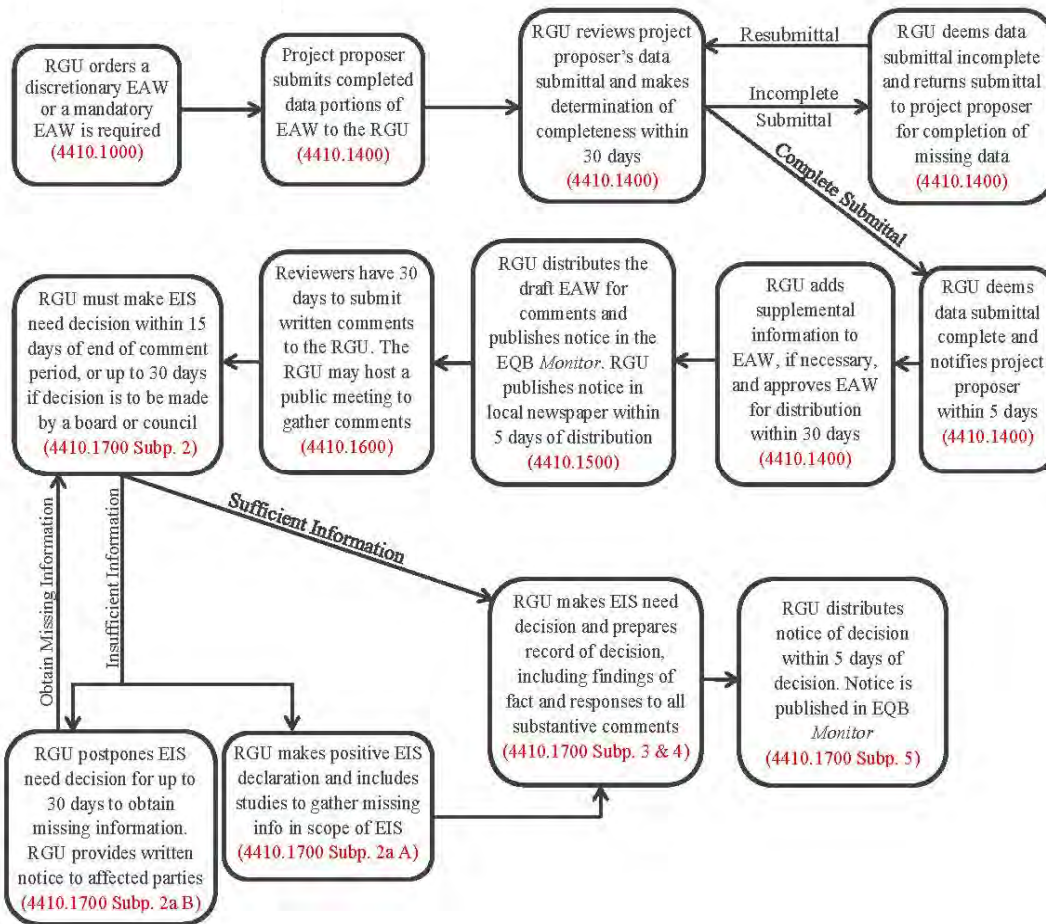 RGU orders a
discretionary EAW
or a mandatory
EAW is required
(4410.1000)
Project proposer
submits completed
data portions of
EAW to the RGU
(4410.1400)
RGU reviews project
proposer's data
submittal and makes
determination of
completeness within
30 days
(4410.1400)
Resubmittal
Incomplete
Submittal
RGU deems data
submittal incomplete
and returns submittal
to project proposer
for completion of
missing data
(4410.1400)
Complete Submittal
RGU deems
data submittal
complete and
notifies project
proposer
within 5 days
(4410.1400)
RGU adds
supplemental
information to
EAW, if necessary,
and approves EAW
for distribution
within 30 days
(4410.1400)
RGU distributes the
draft EAW for
comments and
publishes notice in the
EQB Monitor. RGU
publishes notice in
local newspaper within
5 days of distribution
(4410.1500)
Reviewers have 30
days to submit
written comments
to the RGU. The
RGU may host a
public meeting to
gather comments
(4410.1600)
RGU must make EIS
need decision within 15
days of end of comment
period, or up to 30 days
if decision is to be made
by a board or council
(4410.1700 Subp. 2)
Obtain Missing Information
Insufficient Information
Sufficient Information
RGU postpones EIS
need decision for up to
30 days to obtain
missing information.
RGU provides written
notice to affected parties
(4410.1700 Subp. 2a B)
RGU makes positive EIS
declaration and includes
studies to gather missing
info in scope of EIS
(4410.1700 Subp. 2a A)
RGU makes EIS need
decision and prepares
record of decision,
including findings of
fact and responses to all
substantive comments
(4410.1700 Subp. 3 & 4)
RGU distributes
notice of decision
within 5 days of
decision. Notice is
published in EQB
Monitor
(4410.1700 Subp. 5)